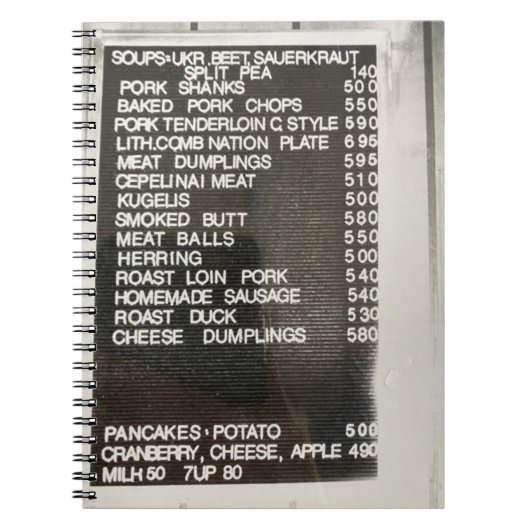 SOUPS:UKR.BEET,SAUERKRAUT
SPLIT PEA 140
PORK SHANKS 500
BAKED PORK CHOPS 550
PORK TENDERLOIN C, STYLE 590
LITH.COMB NATION PLATE 695
MEAT DUMPLINGS 595
CEPELINAI MEAT 510
KUGELIS 500
SMOKED BUTT 580
MEAT BALLS 550
HERRING 500
ROAST LOIN PORK 540
HOMEMADE SAUSAGE 540
ROAST DUCK 530
CHEESE DUMPLINGS 580
PANCAKES: POTATO 500
CRANBERRY, CHEESE, APPLE 490
MILK 50 7UP 80